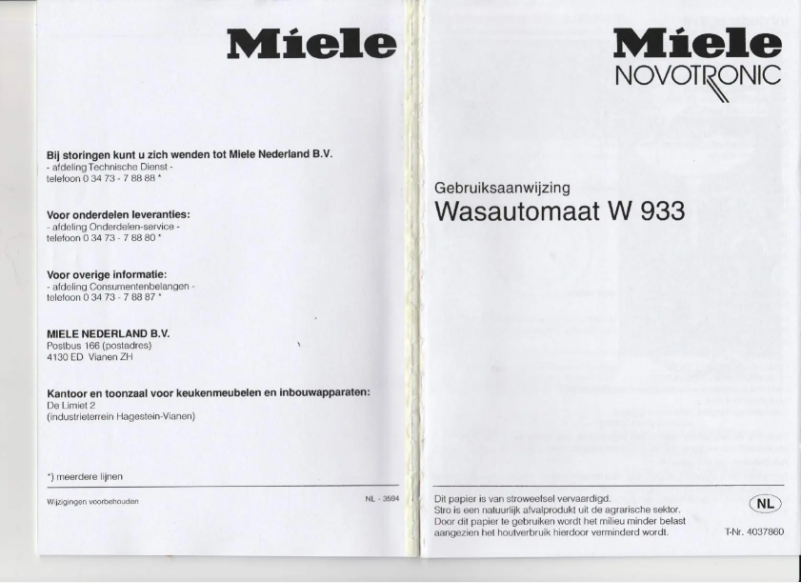 Miele
Bij storingen kunt u zich wenden tot Miele Nederland B.V.
- afdeling Technische Dienst -
telefoon 0 34 73 - 7 88 88 *
Voor onderdelen leveranties:
- afdeling Onderdelen-service -
telefoon 0 34 73 - 7 88 80 *
Voor overige informatie:
- afdeling Consumentenbelangen -
telefoon 0 34 73 - 7 88 87 *
MIELE NEDERLAND B.V.
Postbus 166 (postadres)
4130 ED Vianen ZH
Kantoor en toonzaal voor keukenmeubelen en inbouwapparaten:
De Limiet 2
(industrieterrein Hagestein-Vianen)
*) meerdere lijnen
Wijzigingen voorbehouden
NL - 3594
Miele
NOVOTRONIC
Gebruiksaanwijzing
Wasautomaat W 933
Dit papier is van stroweefsel vervaardigd.
Stro is een natuurlijk afvalprodukt uit de agrarische sektor.
Door dit papier te gebruiken wordt het milieu minder belast
aangezien het houtverbruik hierdoor verminderd wordt.
NL
T-Nr. 4037860